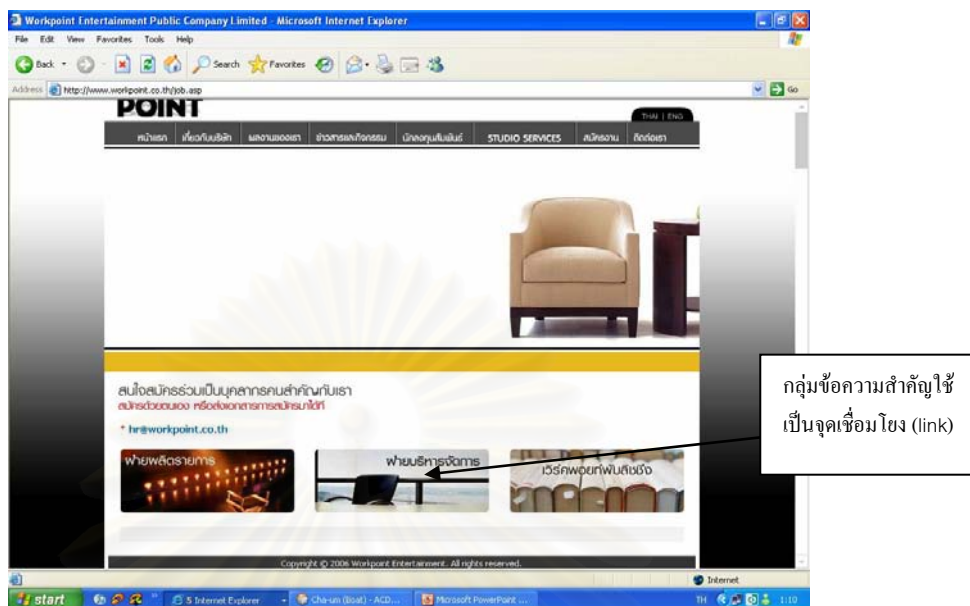 Workpoint Entertainment Public Company Limited - Microsoft Internet Explorer
File Edit View Favorites Tools Help
Back Search Favorites
Address http://www.workpoint.co.th/job.asp Go
POINT
THAI | ENG
หน้าแรก เกี่ยวกับบริษัท ผลงานของเรา ข่าวสารและกิจกรรม นักลงทุนสัมพันธ์ STUDIO SERVICES สมัครงาน ติดต่อเรา
กลุ่มข้อความสำคัญใช้
เป็นจุดเชื่อมโยง (link)
สนใจสมัครร่วมเป็นบุคลากรคนสำคัญกับเรา
สมัครด้วยตนเอง หรือส่งเอกสารการสมัครมาได้ที่
* hr@workpoint.co.th
ฝ่ายผลิตรายการ ฝ่ายบริหารจัดการ เวิร์คพอยท์พับลิชชิ่ง
Copyright © 2006 Workpoint Entertainment. All rights reserved.
Internet
start 5 Internet Explorer Cha-um (Boat) - ACD... Microsoft PowerPoint ... TH 1:10